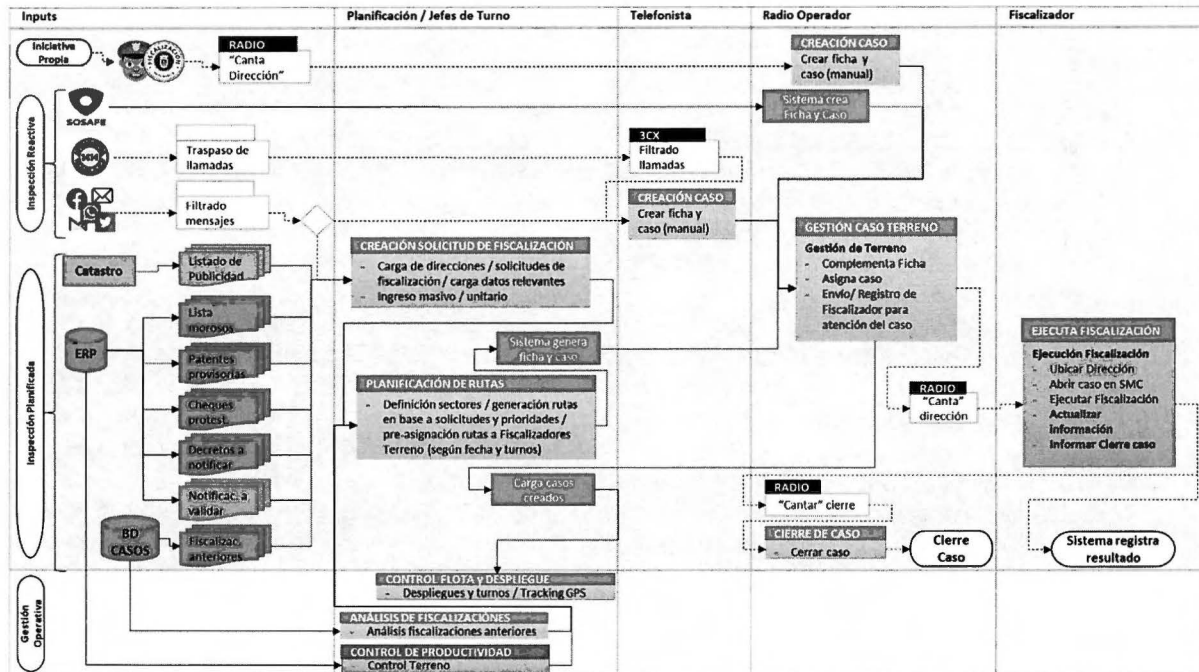 Inputs
Planificación / Jefes de Turno
Telefonista
Radio Operador
Fiscalizador
Iniciativa
Propia
FISCALIZACIÓN
RADIO
"Canta
Dirección"
CREACIÓN CASO
Crear ficha y
caso (manual)
Inspección Reactiva
SOSAFE
Sistema crea
Ficha y Caso
Traspaso de
llamadas
3CX
Filtrado
llamadas
Filtrado
mensajes
CREACIÓN CASO
Crear ficha y
caso (manual)
GESTIÓN CASO TERRENO
Gestión de Terreno
- Complementa Ficha
- Asigna caso
- Envío/ Registro de
Fiscalizador para
atención del caso
Inspección Planificada
Catastro
Listado de
Publicidad
CREACIÓN SOLICITUD DE FISCALIZACIÓN
- Carga de direcciones / solicitudes de
fiscalización / carga datos relevantes
- Ingreso masivo / unitario
ERP
Lista
morosos
Patentes
provisorias
Cheques
protest.
Decretos a
notificar
Notificac. a
validar
BD
CASOS
Fiscalizac.
anteriores
Sistema genera
ficha y caso
PLANIFICACIÓN DE RUTAS
- Definición sectores / generación rutas
en base a solicitudes y prioridades /
pre-asignación rutas a Fiscalizadores
Terreno (según fecha y turnos)
Carga casos
creados
RADIO
"Canta"
dirección
EJECUTA FISCALIZACIÓN
Ejecución Fiscalización
- Ubicar Dirección
- Abrir caso en SMC
- Ejecutar Fiscalización
- Actualizar
Información
- Informar Cierre caso
RADIO
"Cantar" cierre
CIERRE DE CASO
- Cerrar caso
Cierre
Caso
Sistema registra
resultado
Gestión
Operativa
CONTROL FLOTA y DESPLIEGUE
- Despliegues y turnos / Tracking GPS
ANÁLISIS DE FISCALIZACIÓNES
- Análisis fiscalizaciones anteriores
CONTROL DE PRODUCTIVIDAD
- Control Terreno